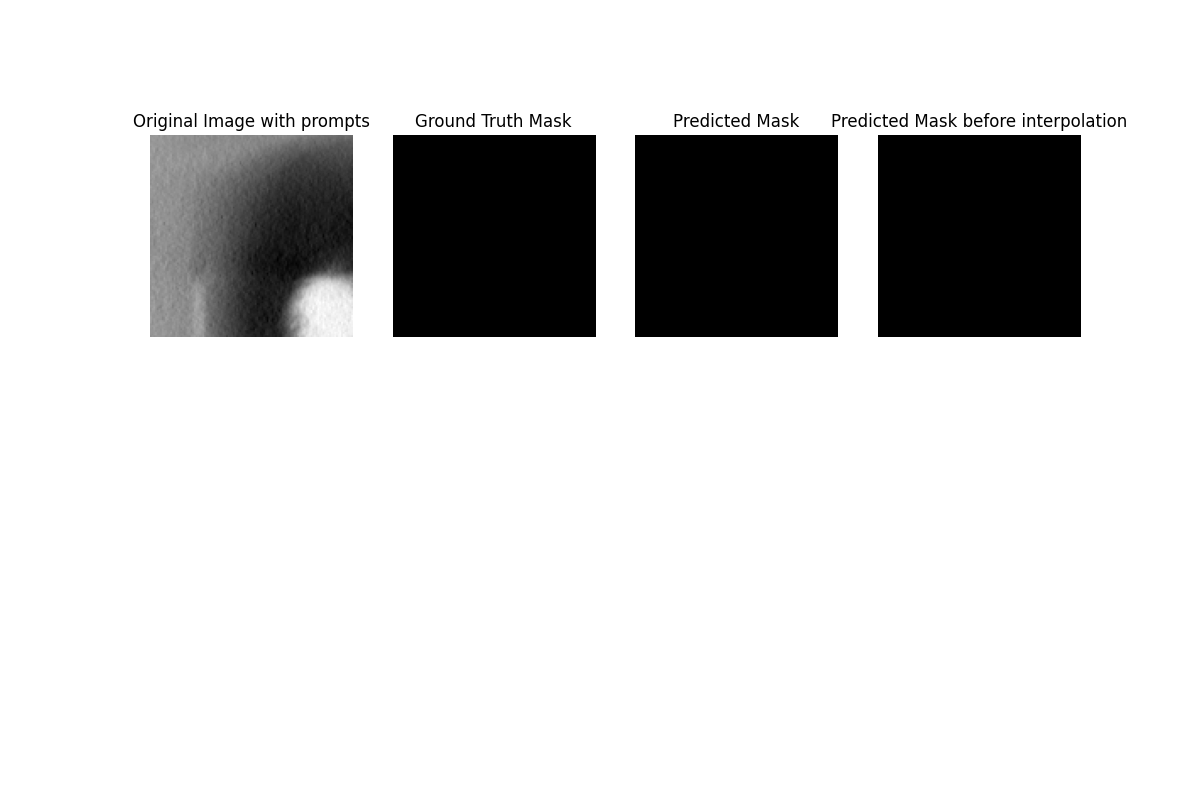 Original Image with prompts
Ground Truth Mask
Predicted Mask
Predicted Mask before interpolation